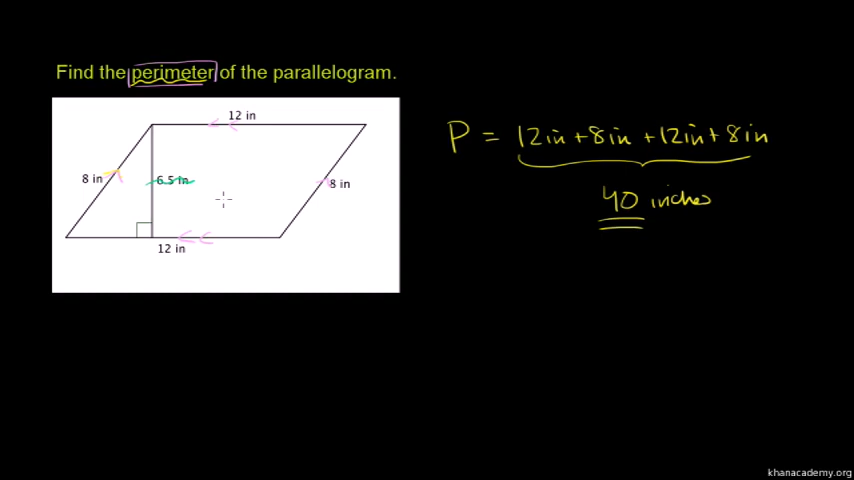 Find the perimeter of the parallelogram.
12 in
P = 12in + 8in + 12in + 8in
8 in
6.5 in
8 in
40 inches
12 in
khanacademy.org